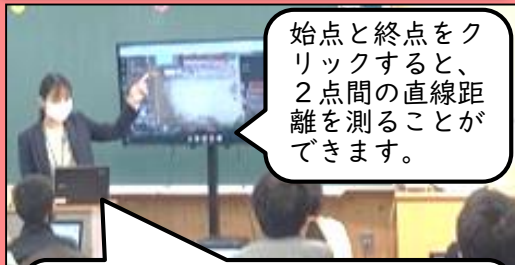 始点と終点をク
リックすると、
２点間の直線距
離を測ることが
できます。